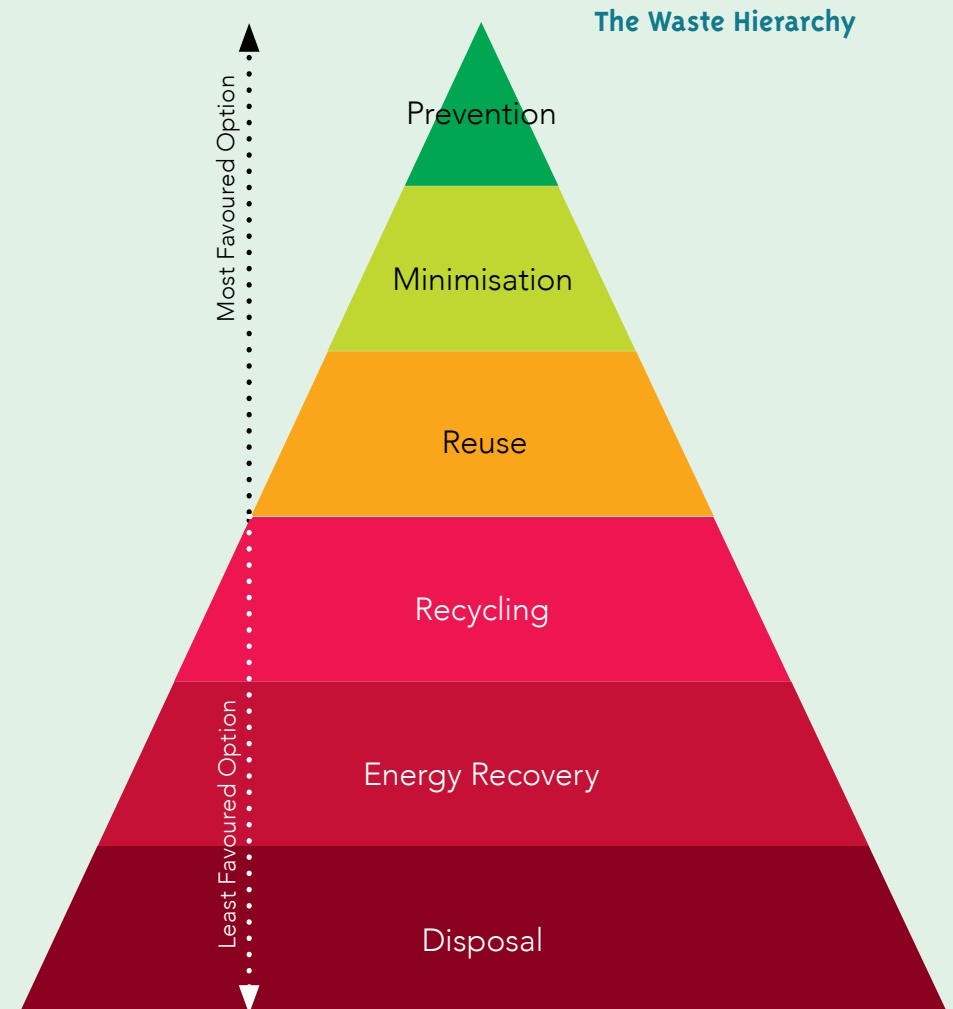 The Waste Hierarchy
Most Favoured Option
Prevention
Minimisation
Reuse
Recycling
Energy Recovery
Least Favoured Option
Disposal